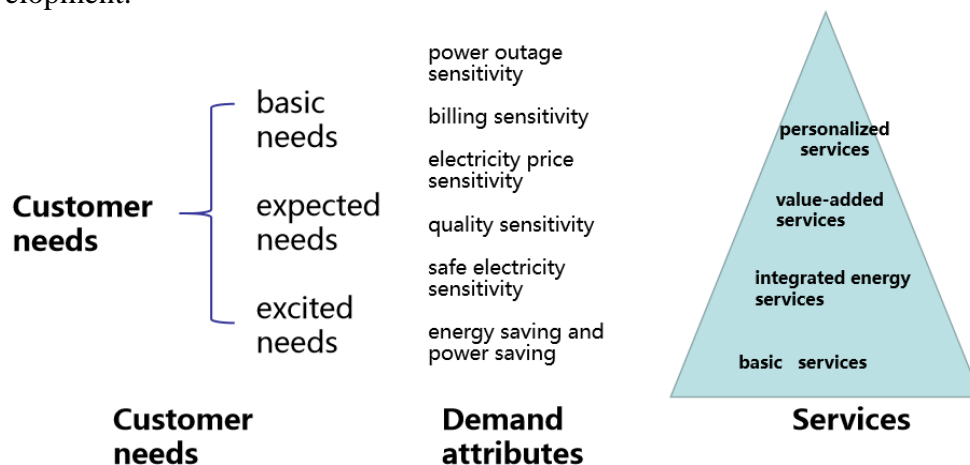 elopment.
Customer
needs
basic
needs
expected
needs
excited
needs
power outage
sensitivity
billing sensitivity
electricity price
sensitivity
quality sensitivity
safe electricity
sensitivity
energy saving and
power saving
personalized
services
value-added
services
integrated energy
services
basic services
Customer
needs
Demand
attributes
Services